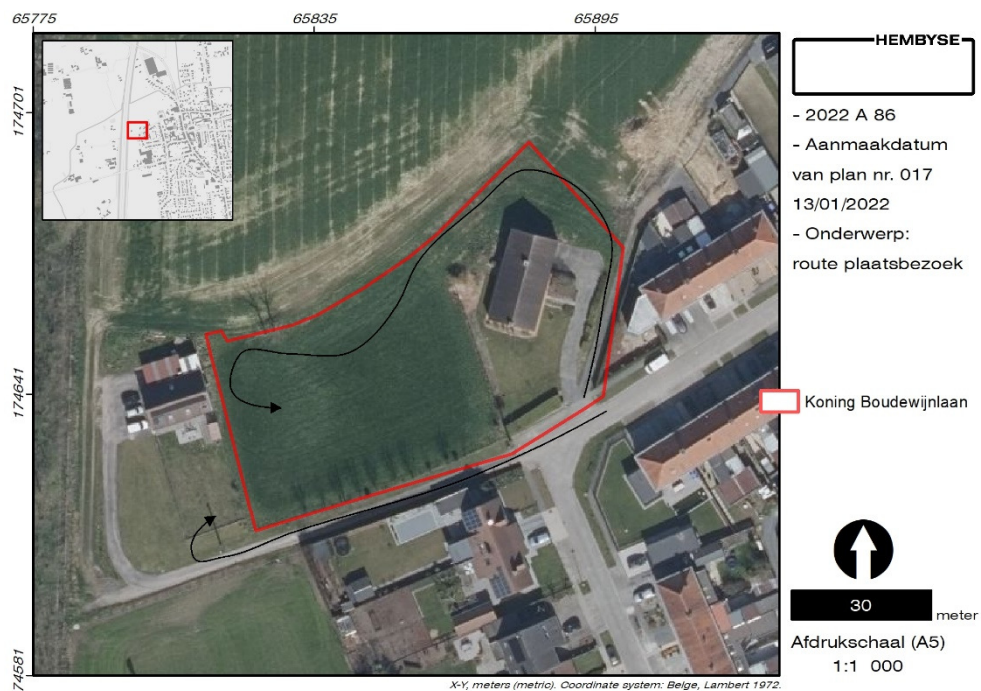 65775
65835
65895
HEMBYSE
174701
- 2022 A 86
- Aanmaakdatum
van plan nr. 017
13/01/2022
- Onderwerp:
route plaatsbezoek
174641
Koning Boudewijnlaan
30
meter
Afdrukschaal (A5)
1:1 000
74581
X-Y, meters (metric). Coordinate system: Belge, Lambert 1972.